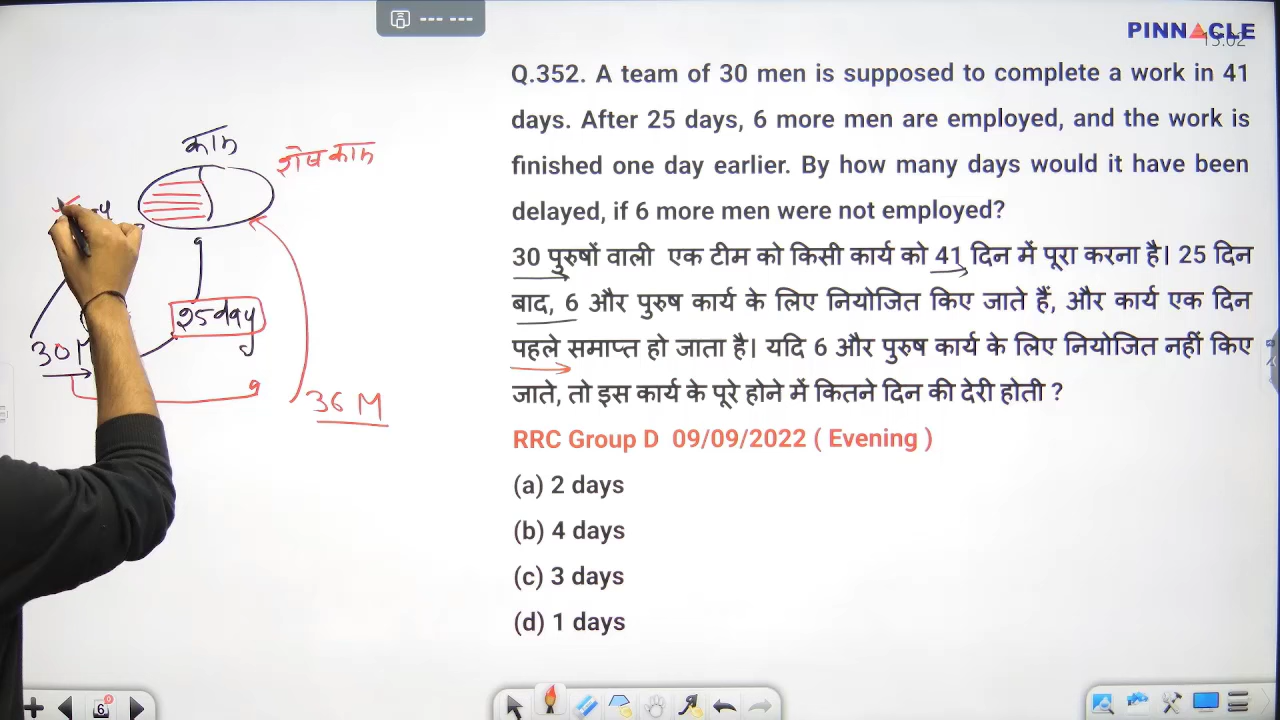 PINNACLE
Q.352. A team of 30 men is supposed to complete a work in 41
days. After 25 days, 6 more men are employed, and the work is
finished one day earlier. By how many days would it have been
delayed, if 6 more men were not employed?
30 पुरुषों वाली एक टीम को किसी कार्य को 41 दिन में पूरा करना है। 25 दिन
बाद, 6 और पुरुष कार्य के लिए नियोजित किए जाते हैं, और कार्य एक दिन
पहले समाप्त हो जाता है। यदि 6 और पुरुष कार्य के लिए नियोजित नहीं किए
जाते, तो इस कार्य के पूरे होने में कितने दिन की देरी होती ?
RRC Group D 09/09/2022 ( Evening )
(a) 2 days
(b) 4 days
(c) 3 days
(d) 1 days
काम
शेष काम
25day
30 M
36 M
6